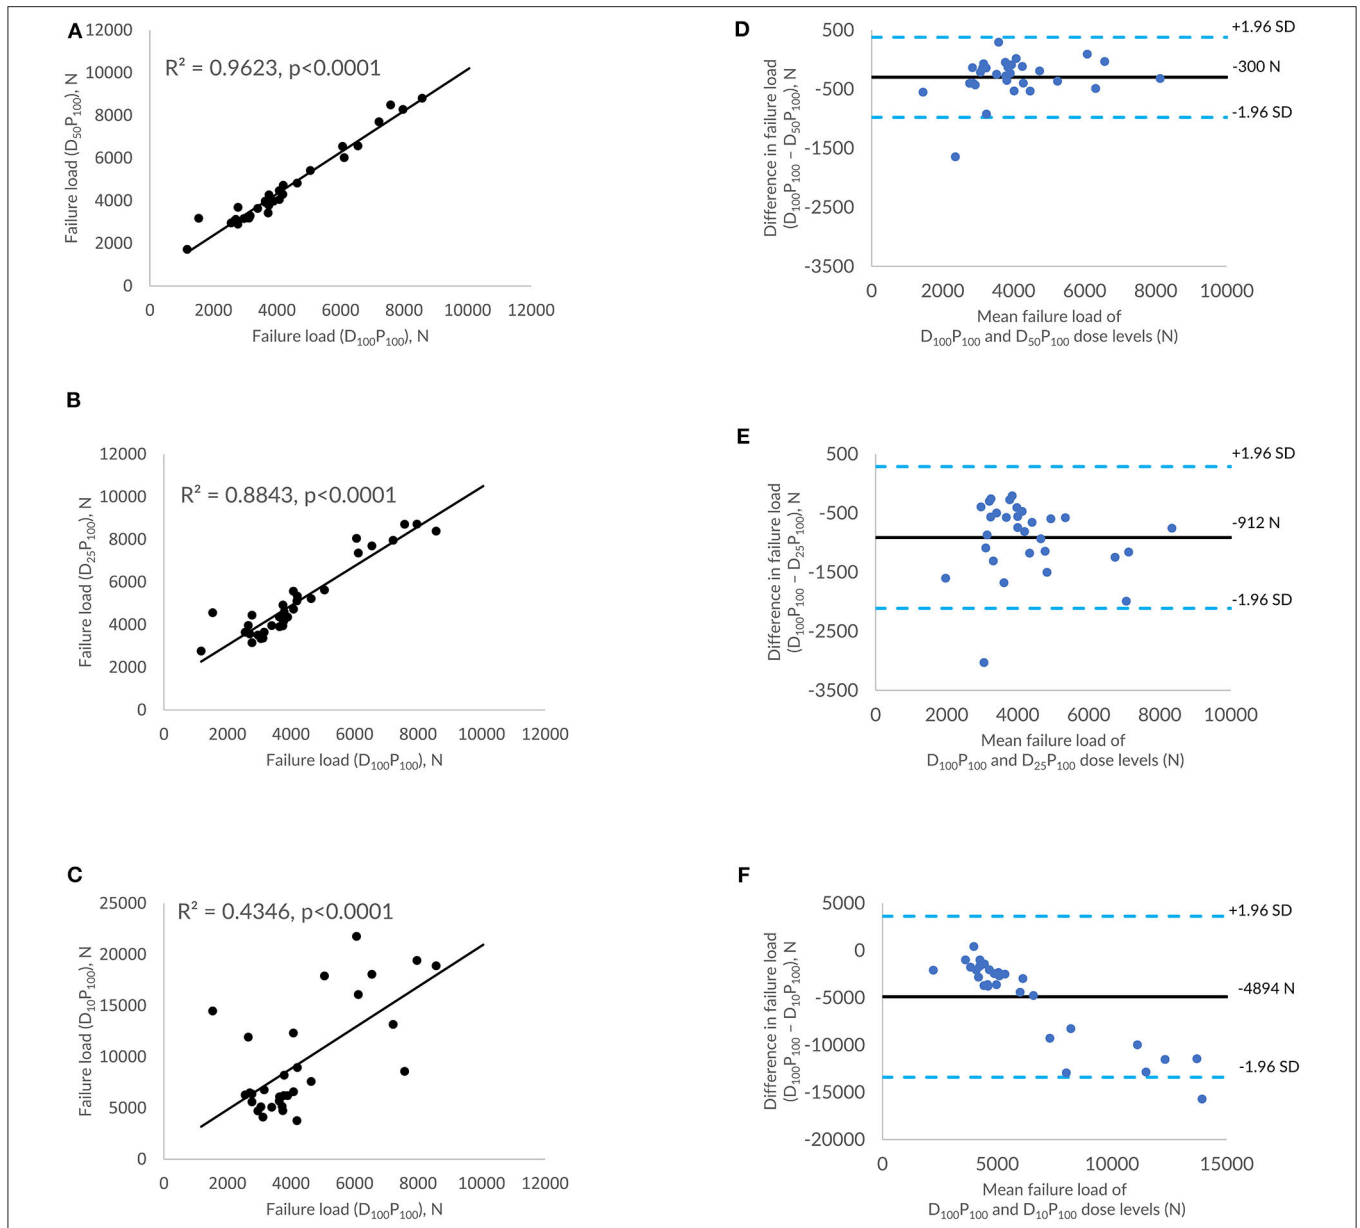 A
R² = 0.9623, p<0.0001
Failure load (D₅₀P₁₀₀), N
12000
10000
8000
6000
4000
2000
0
0 2000 4000 6000 8000 10000 12000
Failure load (D₁₀₀P₁₀₀), N
D
Difference in failure load
(D₁₀₀P₁₀₀ − D₅₀P₁₀₀), N
500
-500
-1500
-2500
-3500
+1.96 SD
-300 N
-1.96 SD
0 2000 4000 6000 8000 10000
Mean failure load of
D₁₀₀P₁₀₀ and D₅₀P₁₀₀ dose levels (N)
B
R² = 0.8843, p<0.0001
Failure load (D₂₅P₁₀₀), N
12000
10000
8000
6000
4000
2000
0
0 2000 4000 6000 8000 10000 12000
Failure load (D₁₀₀P₁₀₀), N
E
Difference in failure load
(D₁₀₀P₁₀₀ − D₂₅P₁₀₀), N
500
-500
-1500
-2500
-3500
+1.96 SD
-912 N
-1.96 SD
0 2000 4000 6000 8000 10000
Mean failure load of
D₁₀₀P₁₀₀ and D₂₅P₁₀₀ dose levels (N)
C
R² = 0.4346, p<0.0001
Failure load (D₁₀P₁₀₀), N
25000
20000
15000
10000
5000
0
0 2000 4000 6000 8000 10000 12000
Failure load (D₁₀₀P₁₀₀), N
F
Difference in failure load
(D₁₀₀P₁₀₀ − D₁₀P₁₀₀), N
5000
0
-5000
-10000
-15000
-20000
+1.96 SD
-4894 N
-1.96 SD
0 5000 10000 15000
Mean failure load of
D₁₀₀P₁₀₀ and D₁₀P₁₀₀ dose levels (N)